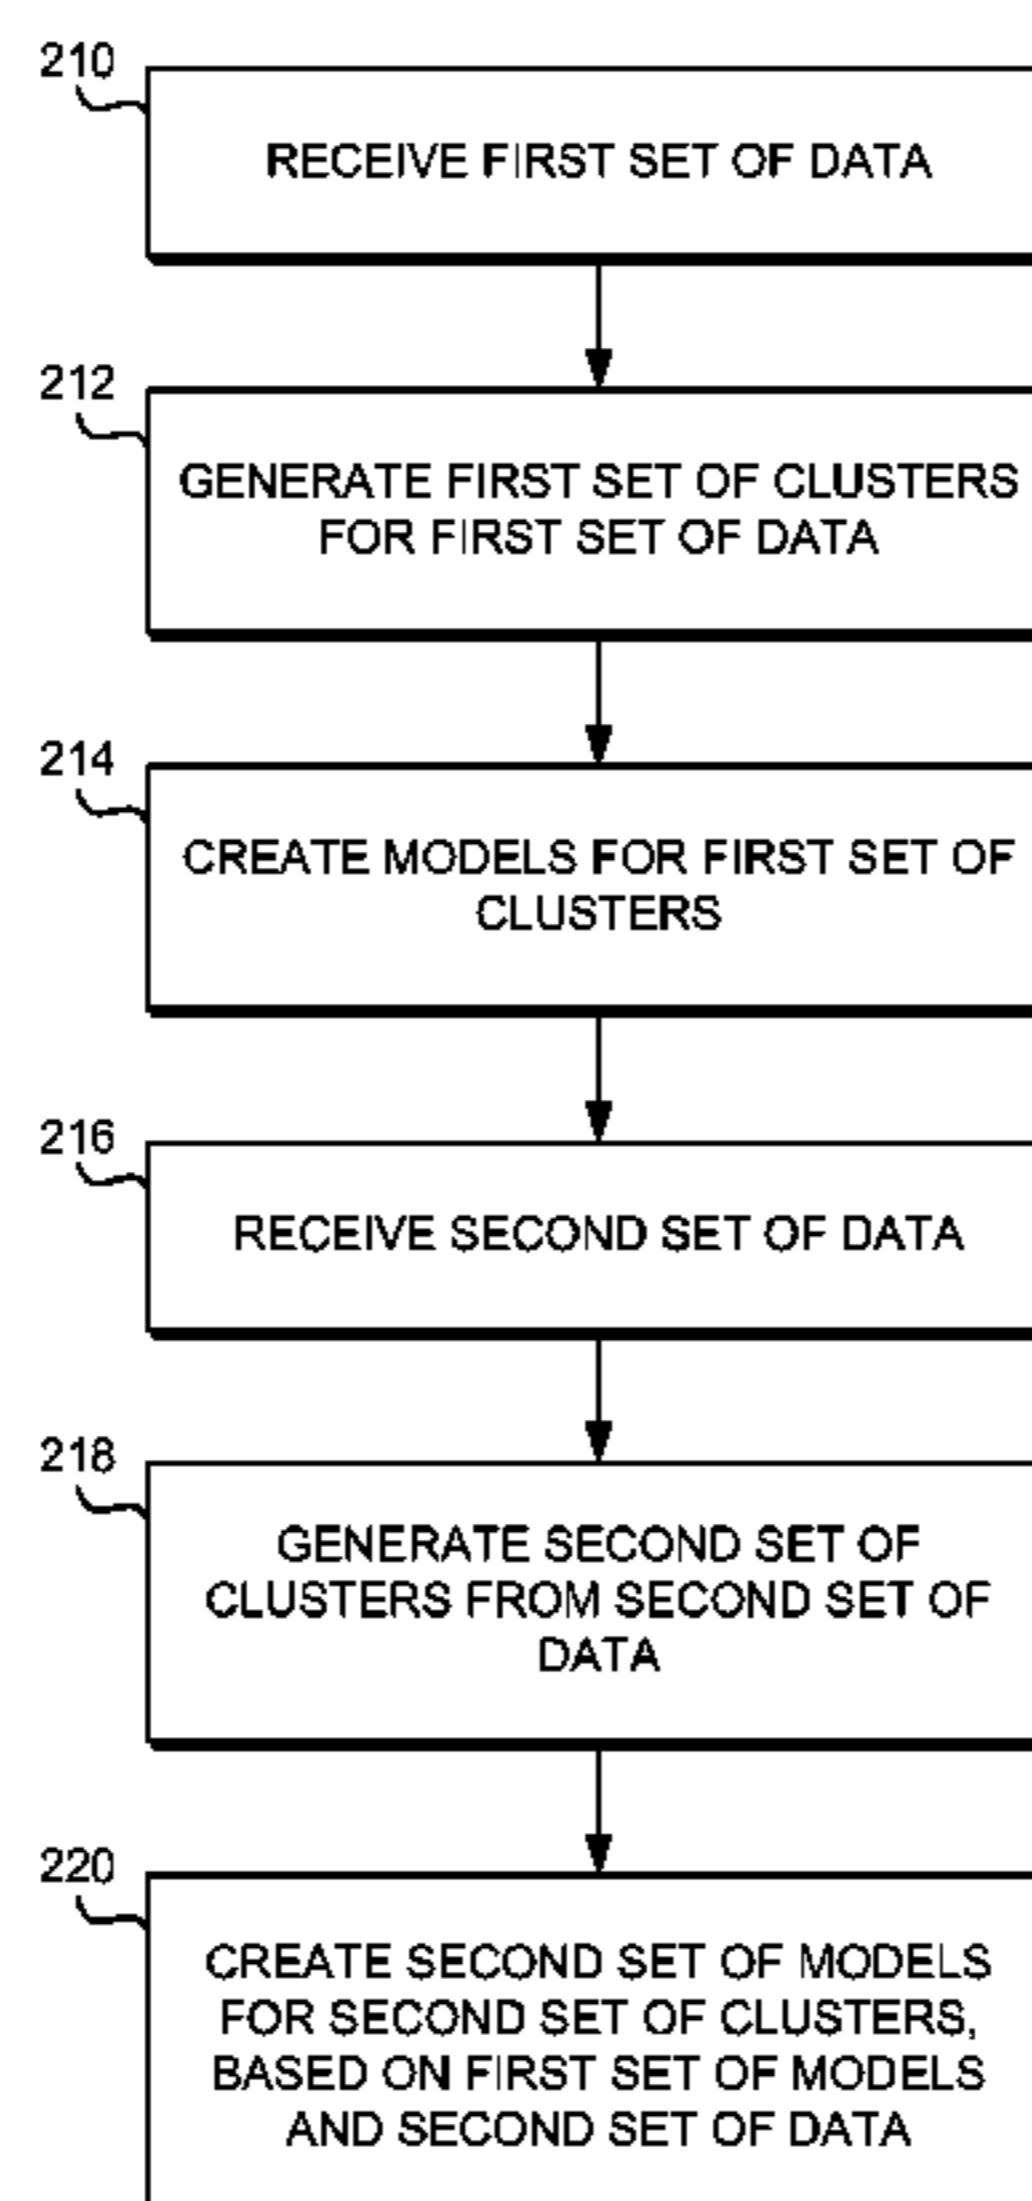 210
RECEIVE FIRST SET OF DATA
212
GENERATE FIRST SET OF CLUSTERS
FOR FIRST SET OF DATA
214
CREATE MODELS FOR FIRST SET OF
CLUSTERS
216
RECEIVE SECOND SET OF DATA
218
GENERATE SECOND SET OF
CLUSTERS FROM SECOND SET OF
DATA
220
CREATE SECOND SET OF MODELS
FOR SECOND SET OF CLUSTERS,
BASED ON FIRST SET OF MODELS
AND SECOND SET OF DATA